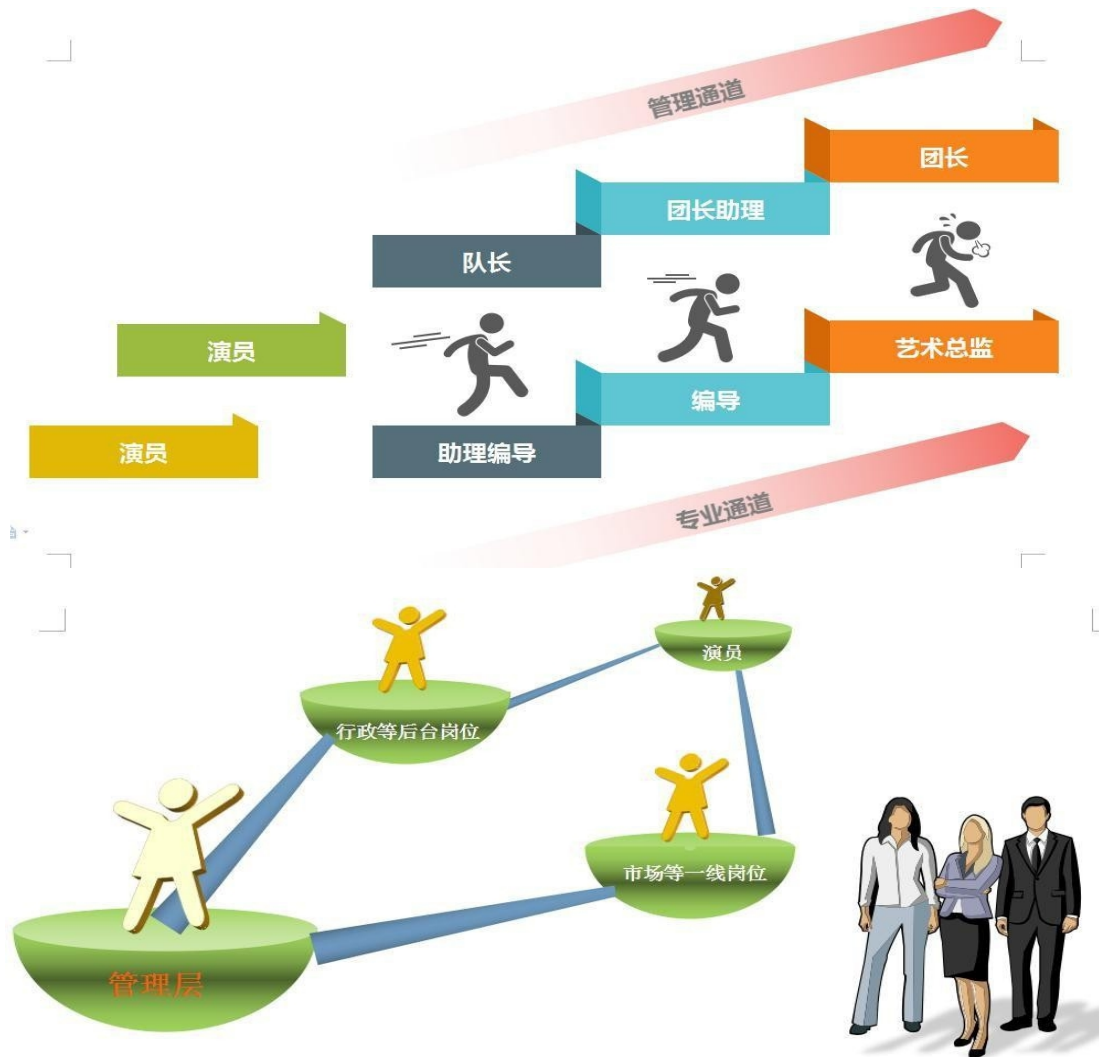 管理通道
团长
团长助理
队长
演员
艺术总监
编导
演员
助理编导
专业通道
演员
行政等后台岗位
市场等一线岗位
管理层